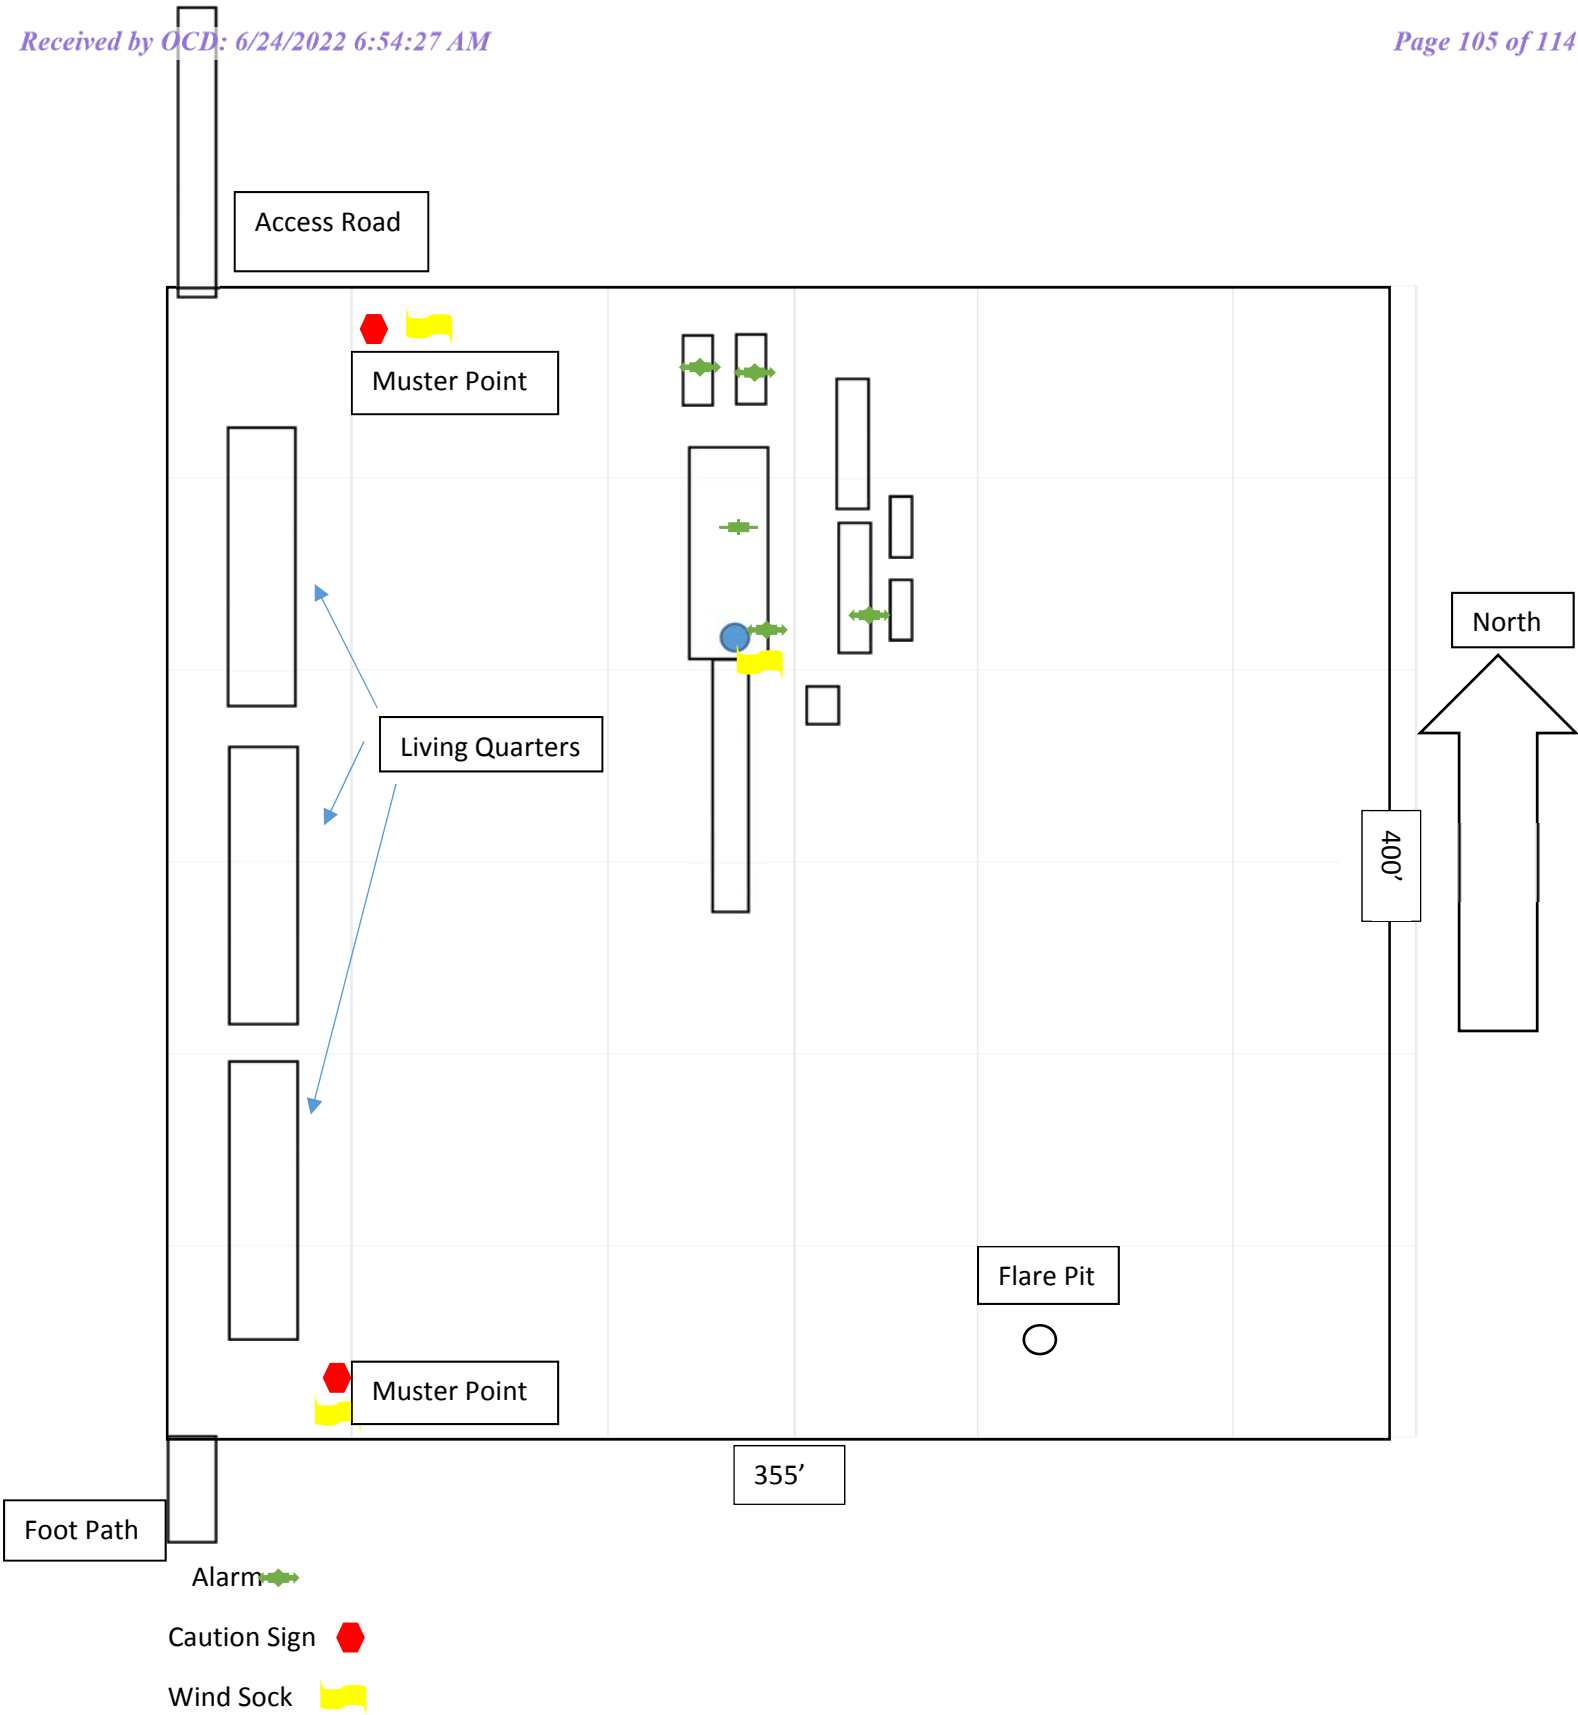 Received by OCD: 6/24/2022 6:54:27 AM
Page 105 of 114
Access Road
Muster Point
North
Living Quarters
400’
Flare Pit
Muster Point
355’
Foot Path
Alarm
Caution Sign
Wind Sock